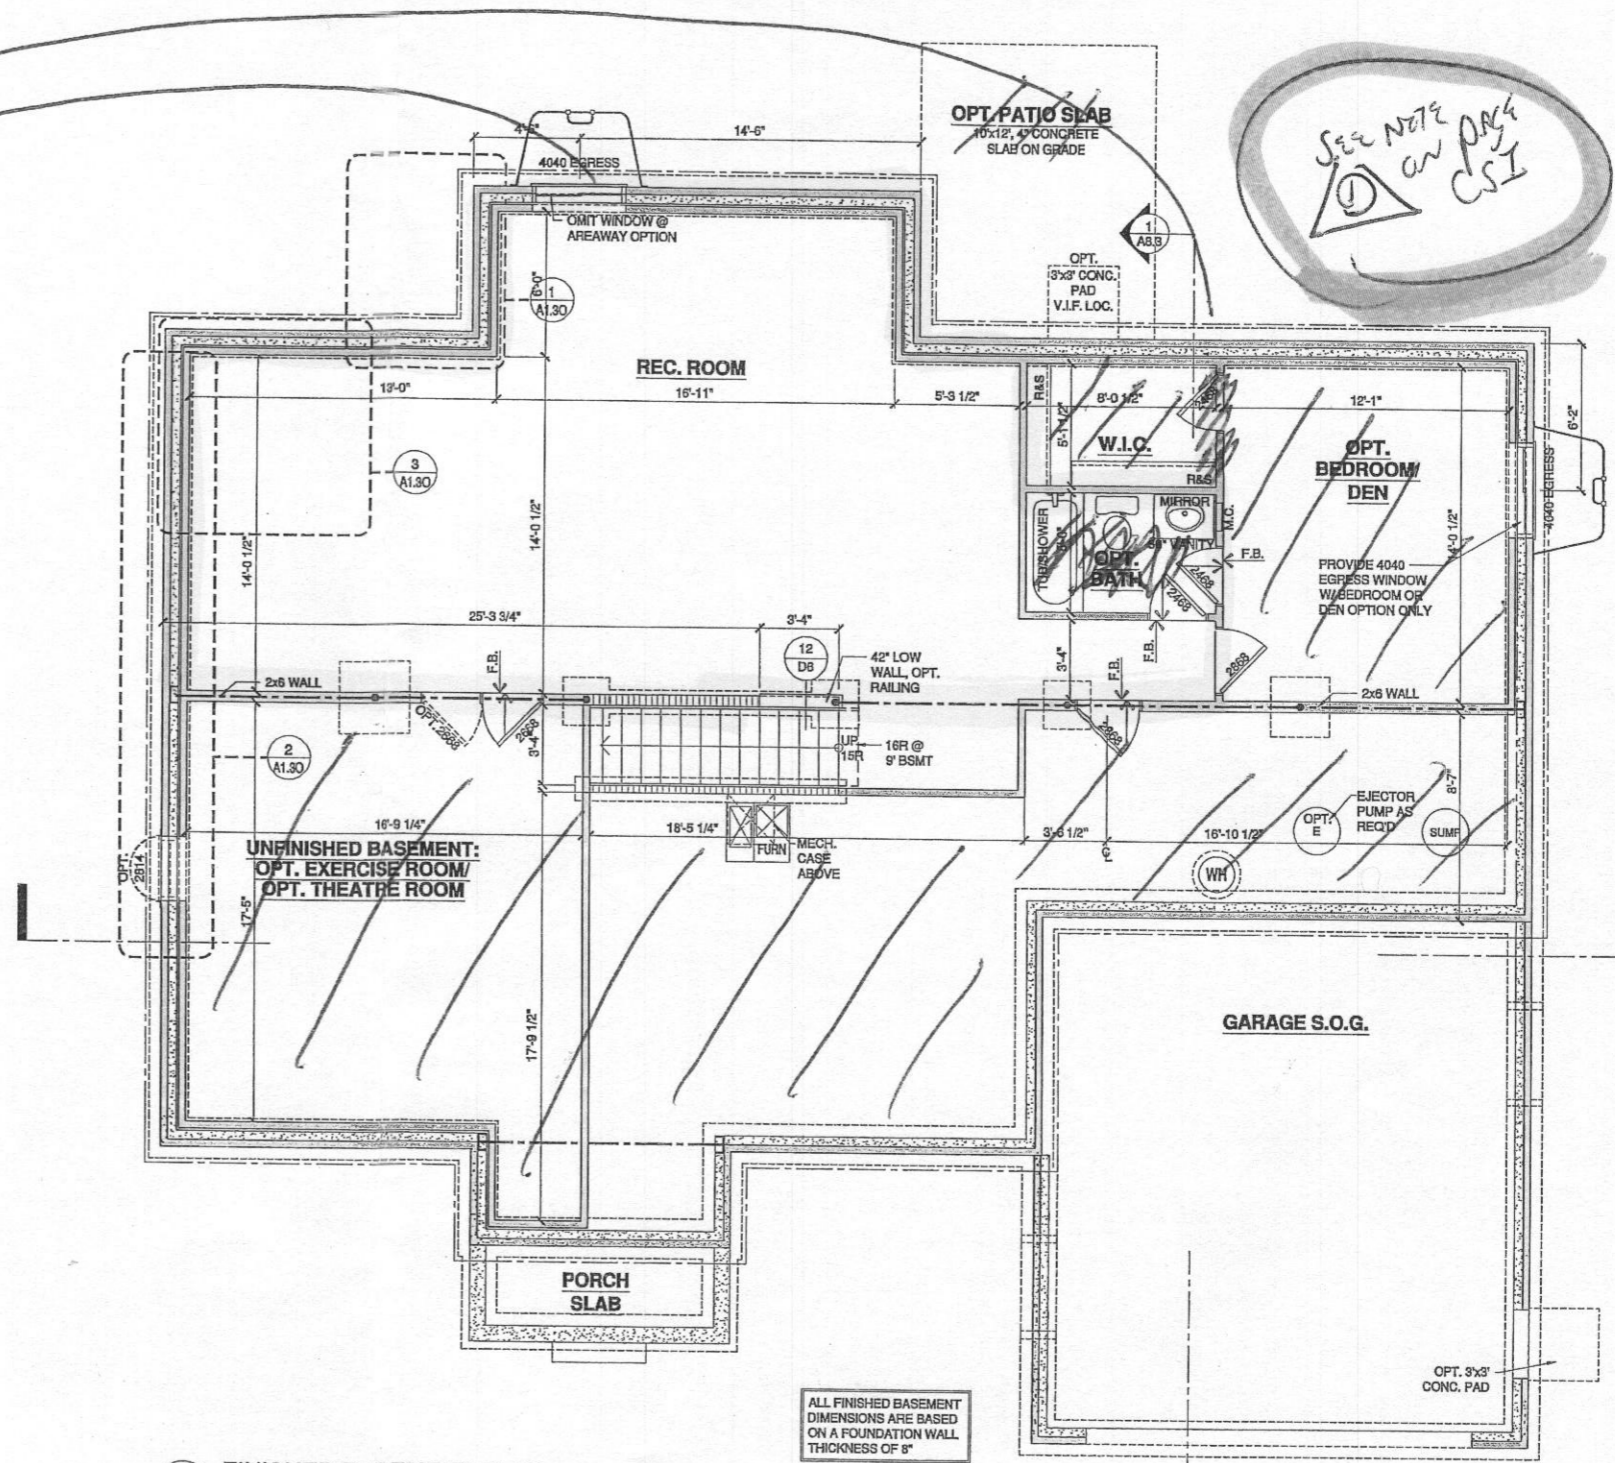 SEE NOTE
ON PAGE
CSI
D
OPT. PATIO SLAB
10'x12', 4" CONCRETE
SLAB ON GRADE
4'-6"
14'-6"
4040 EGRESS
OMIT WINDOW @
AREAWAY OPTION
1
A8.3
OPT.
3'x3' CONC.
PAD
V.I.F. LOC.
6'-0"
1
A1.30
REC. ROOM
13'-0"
16'-11"
5'-3 1/2"
R&S
8'-0 1/2"
12'-1"
6'-2"
5'-1 1/2"
W.I.C.
R&S
OPT.
BEDROOM/
DEN
4040 EGRESS
3
A1.30
MIRROR
M.C.
TUB/SHOWER
VANITY
14'-0 1/2"
14'-0 1/2"
14'-0 1/2"
OPT.
BATH
2468
2468
F.B.
PROVIDE 4040
EGRESS WINDOW
W/BEDROOM OR
DEN OPTION ONLY
25'-3 3/4"
3'-4"
12
D6
42" LOW
WALL, OPT.
RAILING
3'-4"
F.B.
F.B.
F.B.
2868
2x6 WALL
2x6 WALL
OPT.
2668
2868
3'-4"
2868
2
A1.30
UP
15R
16R @
9' BSMT
8'-7"
16'-9 1/4"
18'-5 1/4"
3'-6 1/2"
16'-10 1/2"
OPT.
E
EJECTOR
PUMP AS
REQ'D
SUMP
FURN
MECH.
CASE
ABOVE
WH
OPT.
2814
UNFINISHED BASEMENT:
OPT. EXERCISE ROOM/
OPT. THEATRE ROOM
17'-5"
17'-9 1/2"
GARAGE S.O.G.
PORCH
SLAB
OPT. 3'x3'
CONC. PAD
ALL FINISHED BASEMENT
DIMENSIONS ARE BASED
ON A FOUNDATION WALL
THICKNESS OF 8"